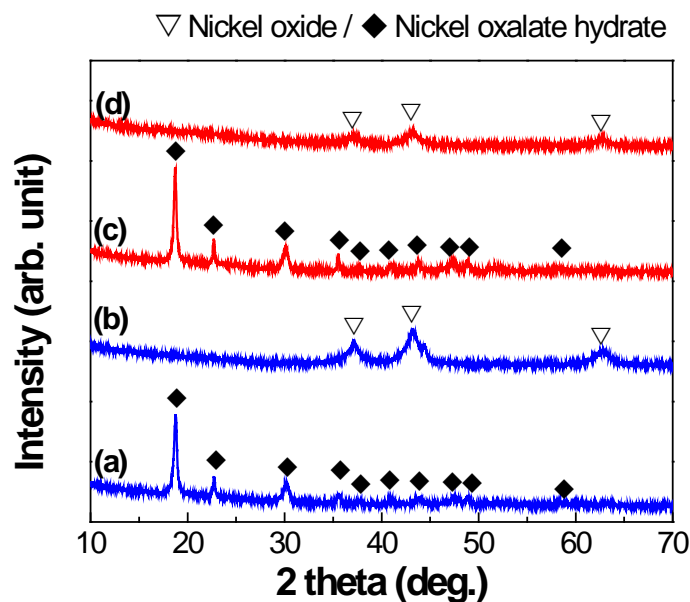 ▽ Nickel oxide / ◆ Nickel oxalate hydrate
(d)
(c)
(b)
(a)
Intensity (arb. unit)
10 20 30 40 50 60 70
2 theta (deg.)